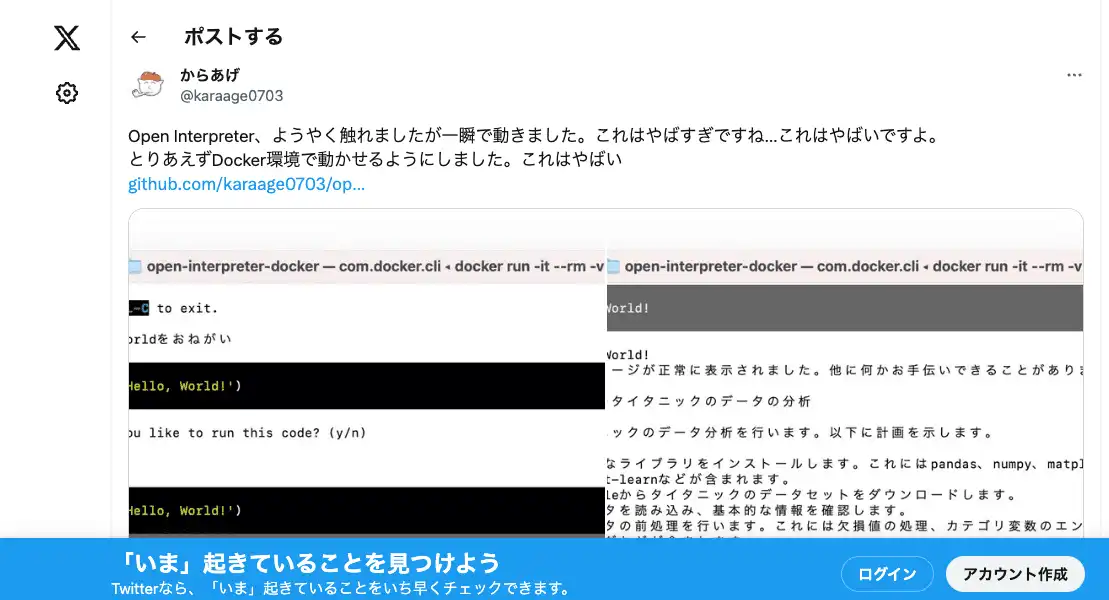 ポストする
からあげ
@karaage0703
Open Interpreter、ようやく触れましたが一瞬で動きました。これはやばすぎですね...これはやばいですよ。
とりあえずDocker環境で動かせるようにしました。これはやばい
github.com/karaage0703/op...
open-interpreter-docker — com.docker.cli ◂ docker run -it --rm -v
L-C to exit.
orldをおねがい
Hello, World!')
ou like to run this code? (y/n)
Hello, World!')
open-interpreter-docker — com.docker.cli ◂ docker run -it --rm -v
World!
World!
ージが正常に表示されました。他に何かお手伝いできることがありま
タイタニックのデータの分析
ックのデータ分析を行います。以下に計画を示します。
なライブラリをインストールします。これにはpandas、numpy、matpl
t-learnなどが含まれます。
leからタイタニックのデータセットをダウンロードします。
タを読み込み、基本的な情報を確認します。
タの前処理を行います。これには欠損値の処理、カテゴリ変数のエン
「いま」起きていることを見つけよう
Twitterなら、「いま」起きていることをいち早くチェックできます。
ログイン
アカウント作成